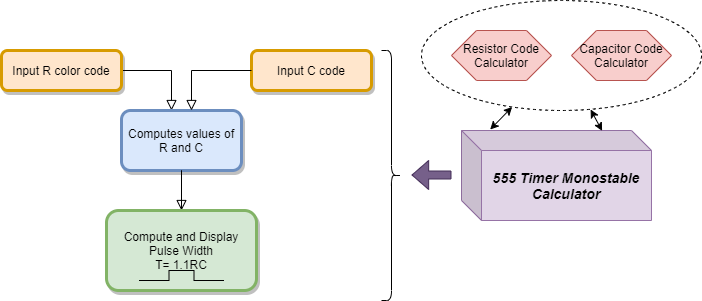 Input R color code
Input C code
Computes values of
R and C
Compute and Display
Pulse Width
T= 1.1RC
Resistor Code
Calculator
Capacitor Code
Calculator
555 Timer Monostable
Calculator